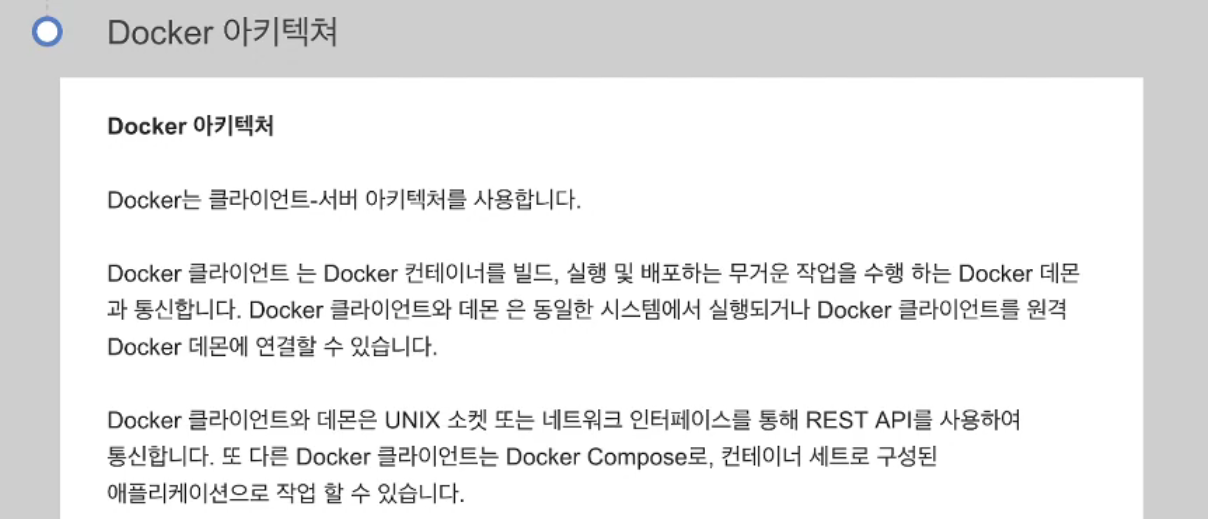 Docker 아키텍쳐
Docker 아키텍처
Docker는 클라이언트-서버 아키텍처를 사용합니다.
Docker 클라이언트 는 Docker 컨테이너를 빌드, 실행 및 배포하는 무거운 작업을 수행 하는 Docker 데몬
과 통신합니다. Docker 클라이언트와 데몬 은 동일한 시스템에서 실행되거나 Docker 클라이언트를 원격
Docker 데몬에 연결할 수 있습니다.
Docker 클라이언트와 데몬은 UNIX 소켓 또는 네트워크 인터페이스를 통해 REST API를 사용하여
통신합니다. 또 다른 Docker 클라이언트는 Docker Compose로, 컨테이너 세트로 구성된
애플리케이션으로 작업 할 수 있습니다.